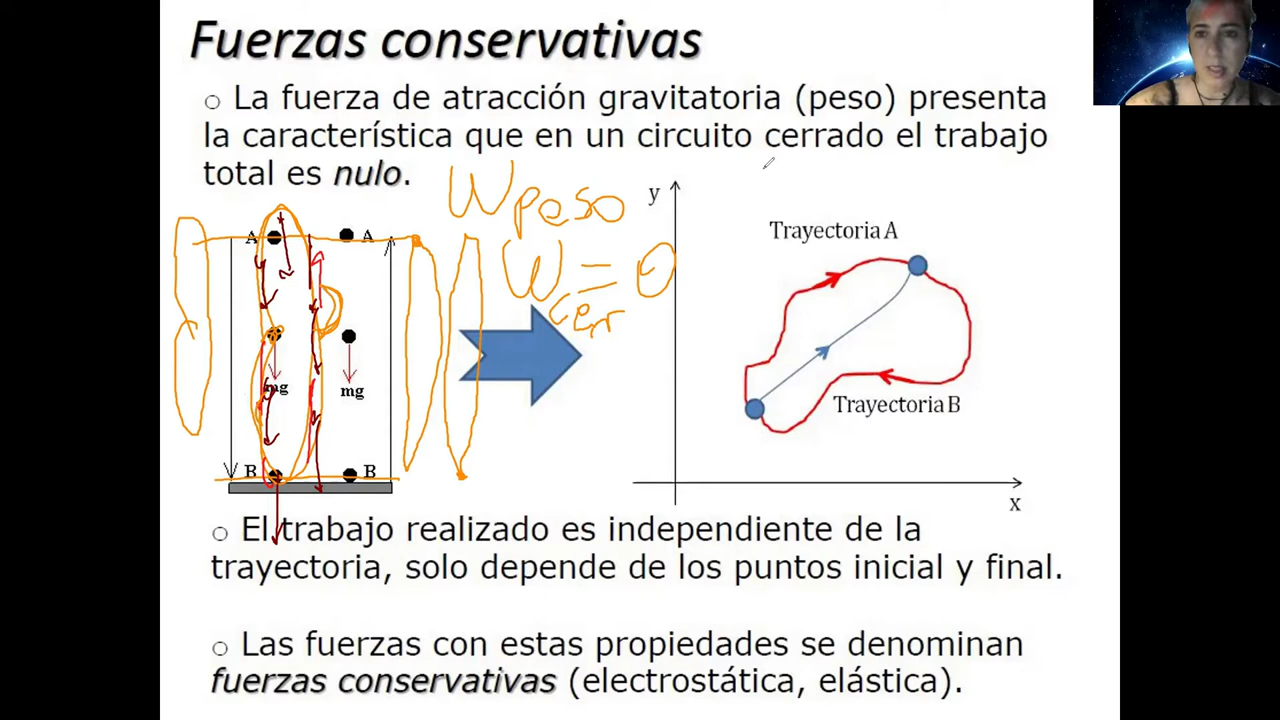 Fuerzas conservativas
○ La fuerza de atracción gravitatoria (peso) presenta
la característica que en un circuito cerrado el trabajo
total es nulo.
W peso
W cerr = 0
A
A
mg
mg
B
B
y
Trayectoria A
Trayectoria B
x
○ El trabajo realizado es independiente de la
trayectoria, solo depende de los puntos inicial y final.
○ Las fuerzas con estas propiedades se denominan
fuerzas conservativas (electrostática, elástica).